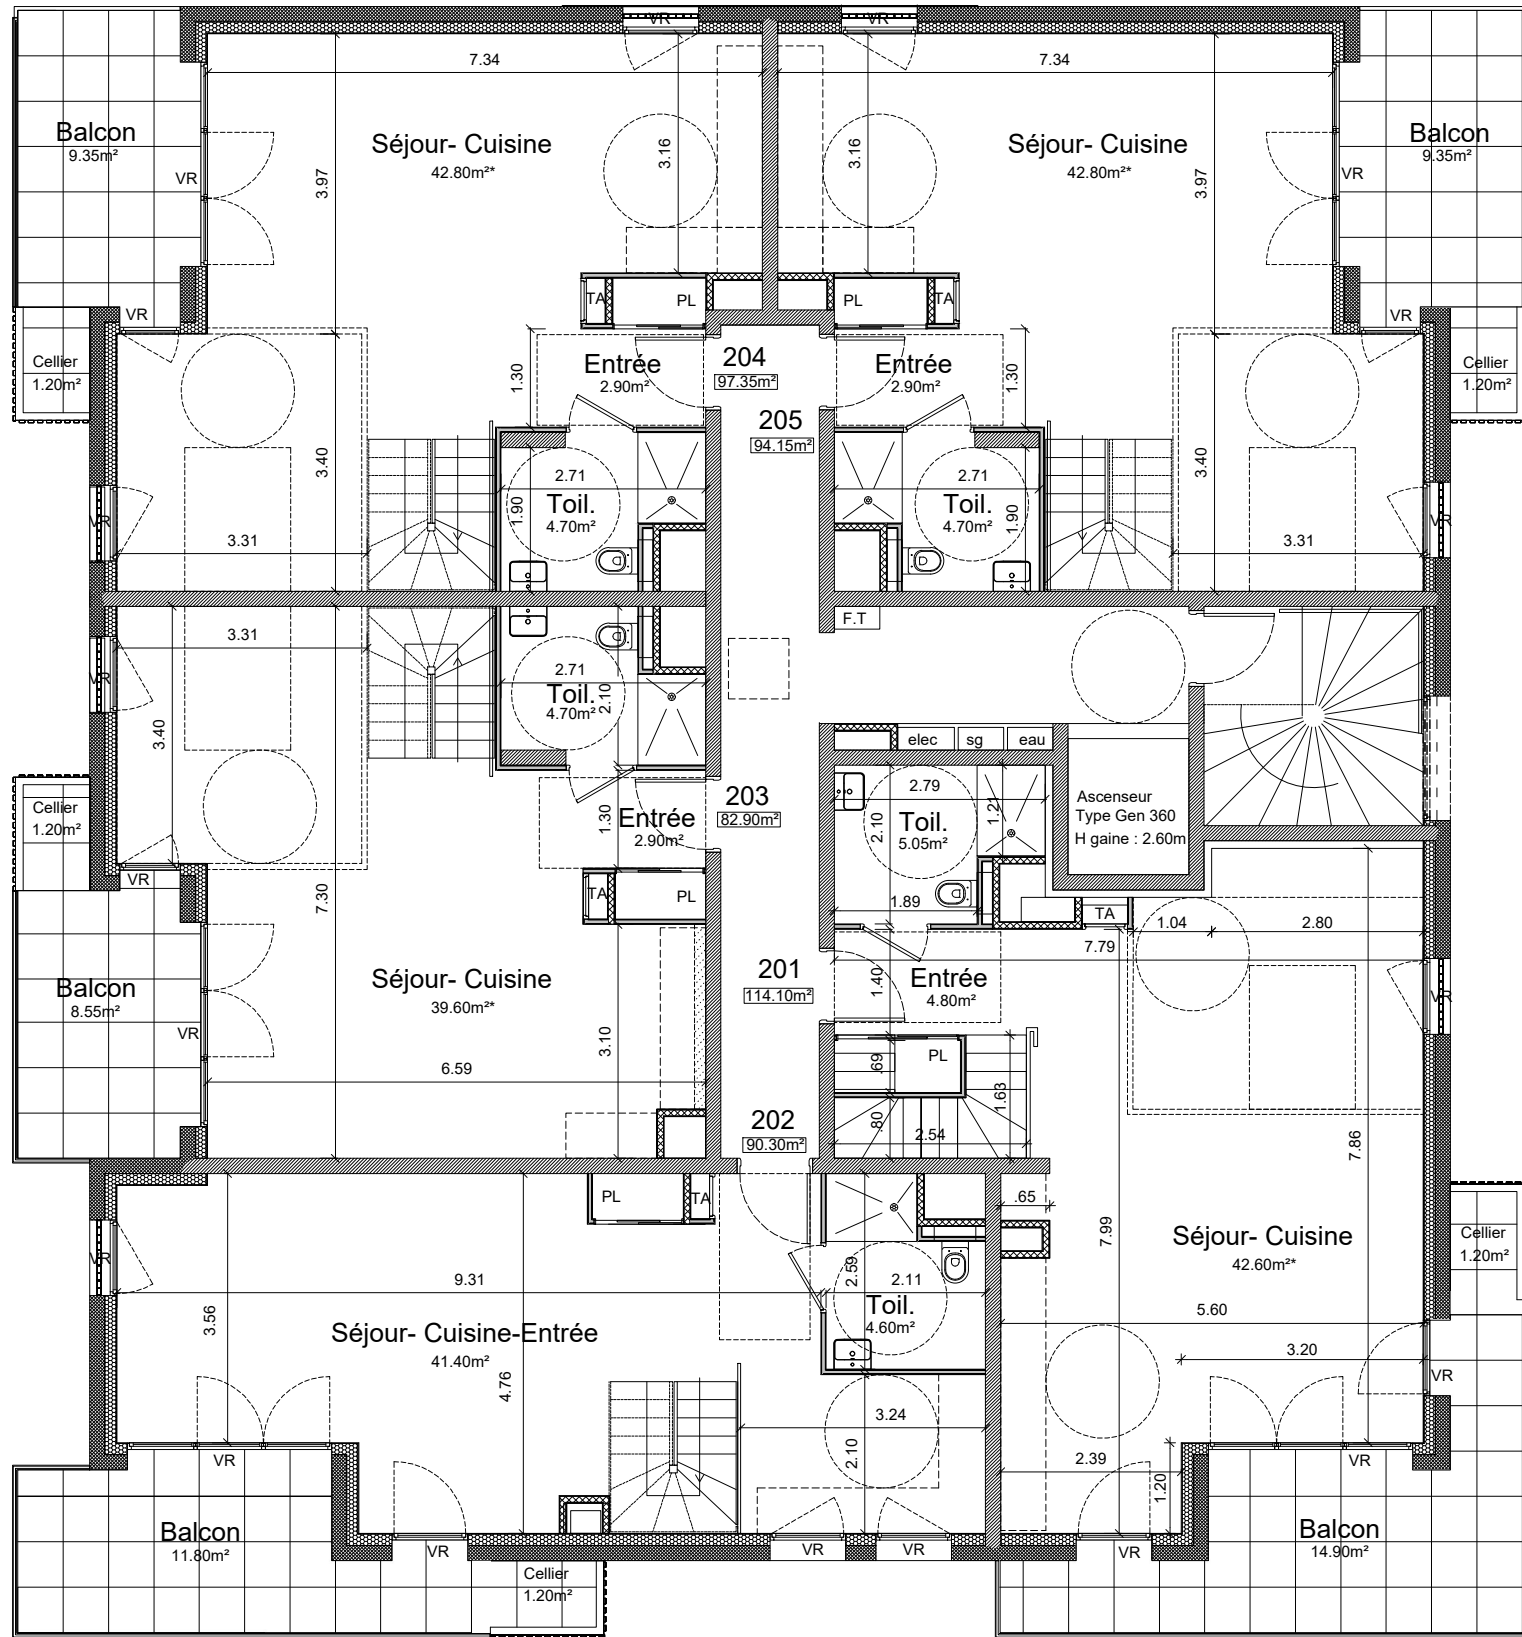 VR
VR
7.34
7.34
Balcon
9.35m²
Séjour- Cuisine
42.80m²*
3.16
3.16
Séjour- Cuisine
42.80m²*
Balcon
9.35m²
VR
3.97
3.97
VR
TA
PL
PL
TA
VR
VR
Cellier
1.20m²
1.30
Entrée
2.90m²
204
97.35m²
Entrée
2.90m²
1.30
Cellier
1.20m²
205
94.15m²
3.40
3.40
2.71
2.71
Toil.
4.70m²
1.90
Toil.
4.70m²
1.90
VR
VR
3.31
3.31
F.T
3.31
VR
2.71
Toil.
4.70m²
2.10
3.40
elec
sg
eau
Cellier
1.20m²
1.30
Entrée
2.90m²
203
82.90m²
2.79
2.10
Toil.
5.05m²
1.21
Ascenseur
Type Gen 360
H gaine : 2.60m
VR
TA
PL
7.30
1.89
TA
1.04
2.80
7.79
Balcon
8.55m²
VR
Séjour- Cuisine
39.60m²*
201
114.10m²
1.40
Entrée
4.80m²
VR
3.10
6.59
.69
PL
1.63
.80
2.54
202
90.30m²
7.86
PL
TA
.65
7.99
Séjour- Cuisine
42.60m²*
Cellier
1.20m²
VR
9.31
2.59
2.11
Toil.
4.60m²
3.56
Séjour- Cuisine-Entrée
41.40m²
4.76
5.60
3.20
VR
3.24
2.10
2.39
1.20
VR
VR
Balcon
11.80m²
VR
VR
VR
VR
Balcon
14.90m²
Cellier
1.20m²